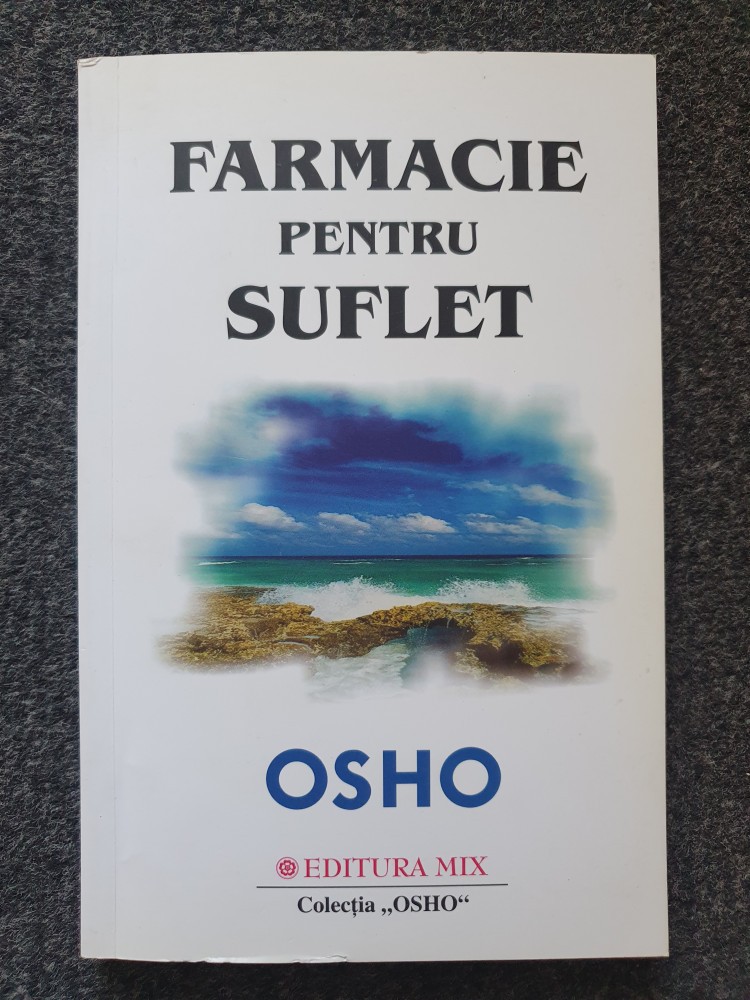 FARMACIE
PENTRU
SUFLET
OSHO
EDITURA MIX
Colecția „OSHO“